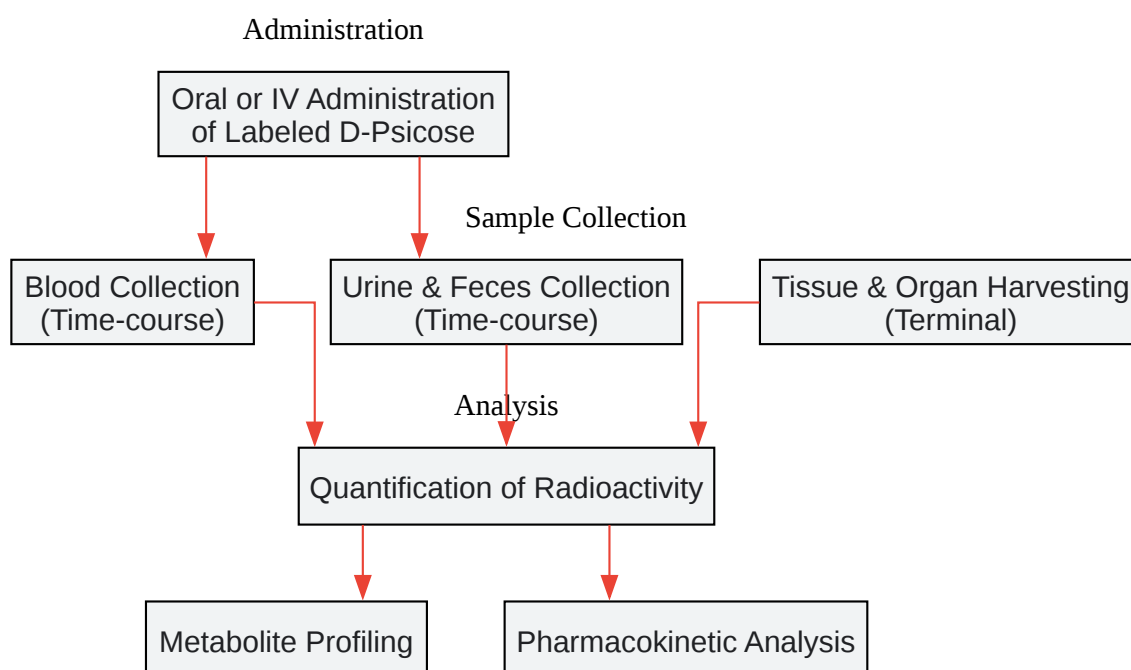 Administration
Oral or IV Administration
of Labeled D-Psicose
Sample Collection
Blood Collection
(Time-course)
Urine & Feces Collection
(Time-course)
Tissue & Organ Harvesting
(Terminal)
Analysis
Quantification of Radioactivity
Metabolite Profiling
Pharmacokinetic Analysis